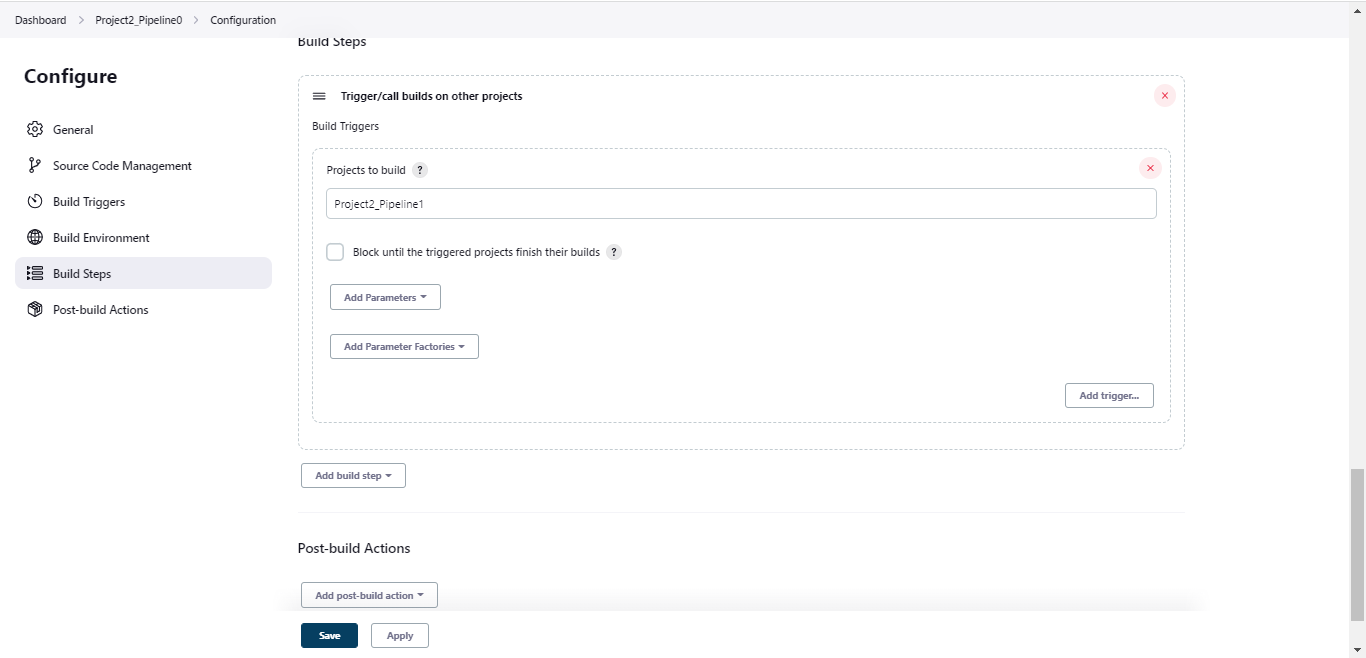 Dashboard > Project2_Pipeline0 > Configuration
Configure
General
Source Code Management
Build Triggers
Build Environment
Build Steps
Post-build Actions
Build Steps
Trigger/call builds on other projects
Build Triggers
Projects to build ?
Project2_Pipeline1
Block until the triggered projects finish their builds ?
Add Parameters
Add Parameter Factories
Add trigger...
Add build step
Post-build Actions
Add post-build action
Save
Apply